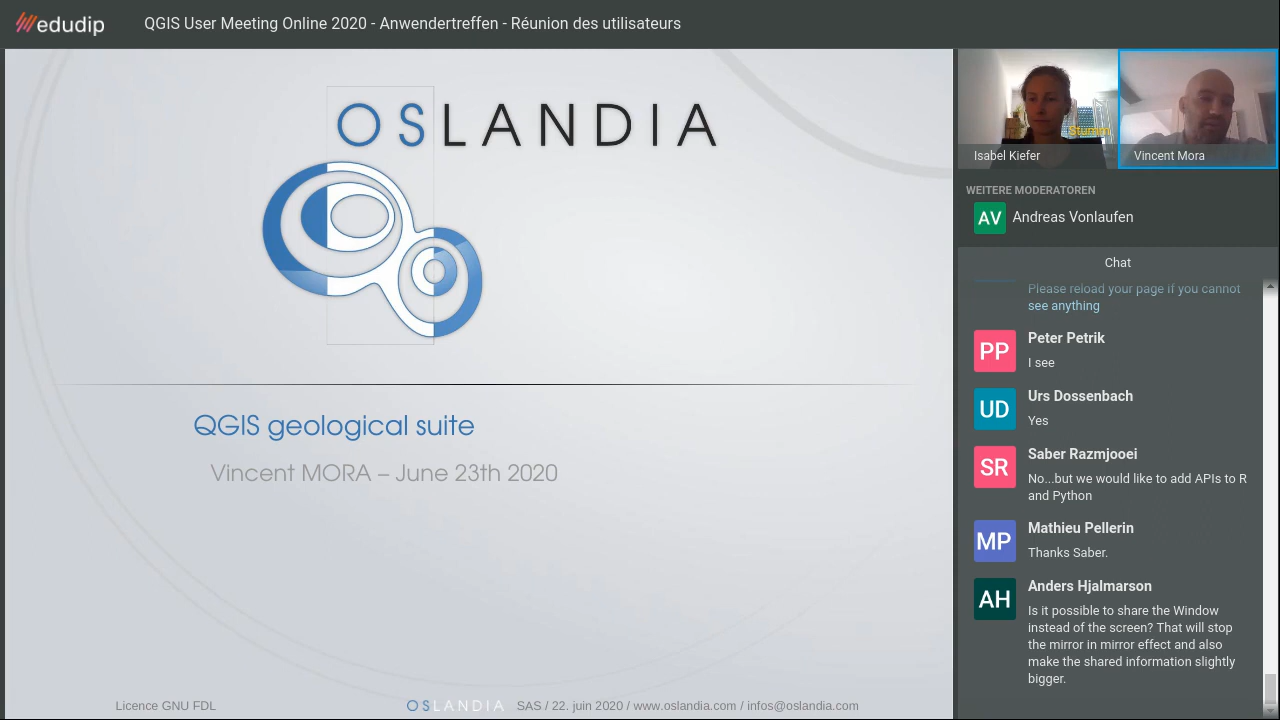 edudip
QGIS User Meeting Online 2020 - Anwendertreffen - Réunion des utilisateurs
OSLANDIA
QGIS geological suite
Vincent MORA – June 23th 2020
Licence GNU FDL
OSLANDIA SAS / 22. juin 2020 / www.oslandia.com / infos@oslandia.com
Stumm
Isabel Kiefer
Vincent Mora
WEITERE MODERATOREN
AV
Andreas Vonlaufen
Chat
Please reload your page if you cannot
see anything
PP
Peter Petrik
I see
UD
Urs Dossenbach
Yes
SR
Saber Razmjooei
No...but we would like to add APIs to R
and Python
MP
Mathieu Pellerin
Thanks Saber.
AH
Anders Hjalmarson
Is it possible to share the Window
instead of the screen? That will stop
the mirror in mirror effect and also
make the shared information slightly
bigger.